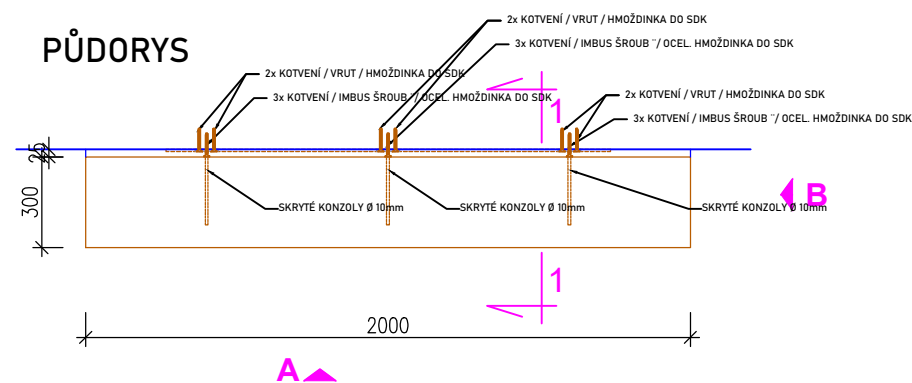 PŮDORYS
2x KOTVENÍ / VRUT / HMOŽDINKA DO SDK
3x KOTVENÍ / IMBUS ŠROUB ¨/ OCEL. HMOŽDINKA DO SDK
2x KOTVENÍ / VRUT / HMOŽDINKA DO SDK
3x KOTVENÍ / IMBUS ŠROUB ¨/ OCEL. HMOŽDINKA DO SDK
2x KOTVENÍ / VRUT / HMOŽDINKA DO SDK
3x KOTVENÍ / IMBUS ŠROUB ¨/ OCEL. HMOŽDINKA DO SDK
1
25
300
SKRYTÉ KONZOLY Ø 10mm
SKRYTÉ KONZOLY Ø 10mm
SKRYTÉ KONZOLY Ø 10mm
B
1
2000
A